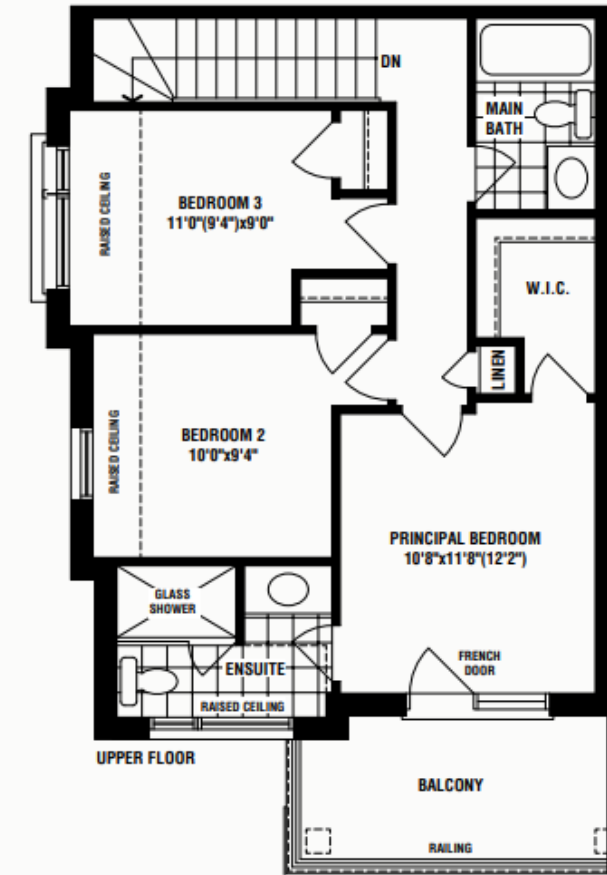 DN
MAIN
BATH
RAISED CEILING
BEDROOM 3
11'0"(9'4")x9'0"
W.I.C.
LINEN
RAISED CEILING
BEDROOM 2
10'0"x9'4"
PRINCIPAL BEDROOM
10'8"x11'8"(12'2")
GLASS
SHOWER
ENSUITE
FRENCH
DOOR
RAISED CEILING
UPPER FLOOR
BALCONY
RAILING